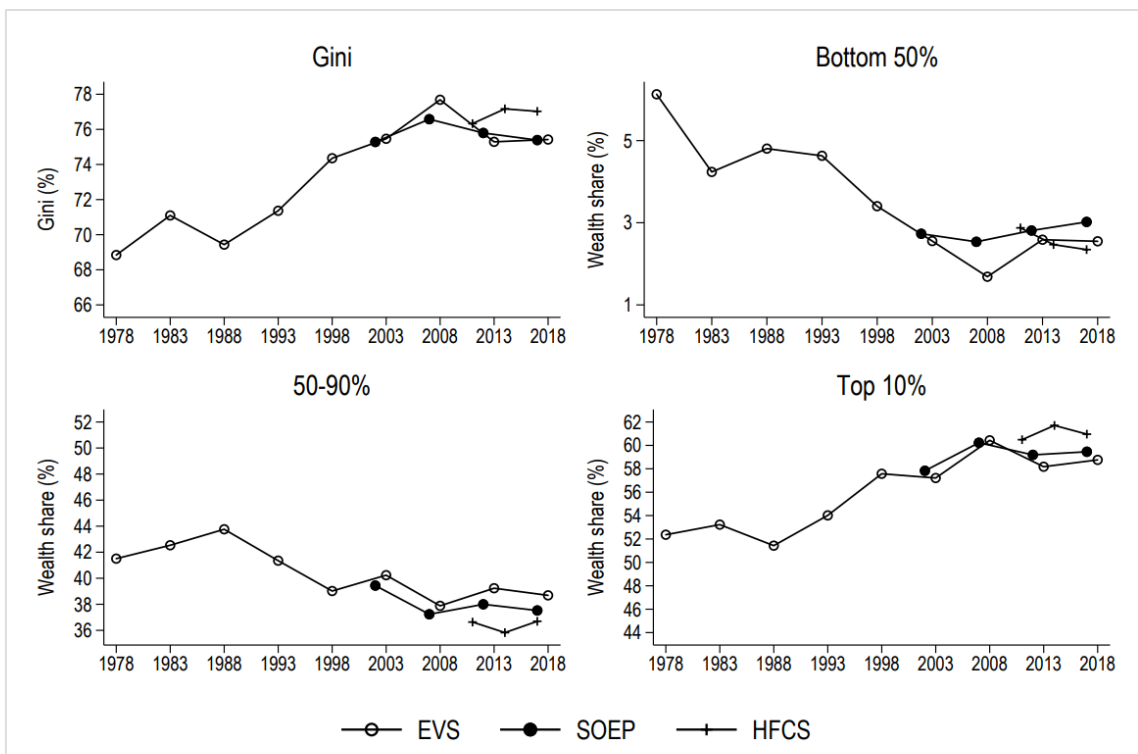 Gini
Gini (%)
78
76
74
72
70
68
66
1978 1983 1988 1993 1998 2003 2008 2013 2018
Bottom 50%
Wealth share (%)
5
3
1
1978 1983 1988 1993 1998 2003 2008 2013 2018
50-90%
Wealth share (%)
52
50
48
46
44
42
40
38
36
1978 1983 1988 1993 1998 2003 2008 2013 2018
Top 10%
Wealth share (%)
62
60
58
56
54
52
50
48
46
44
1978 1983 1988 1993 1998 2003 2008 2013 2018
EVS SOEP HFCS